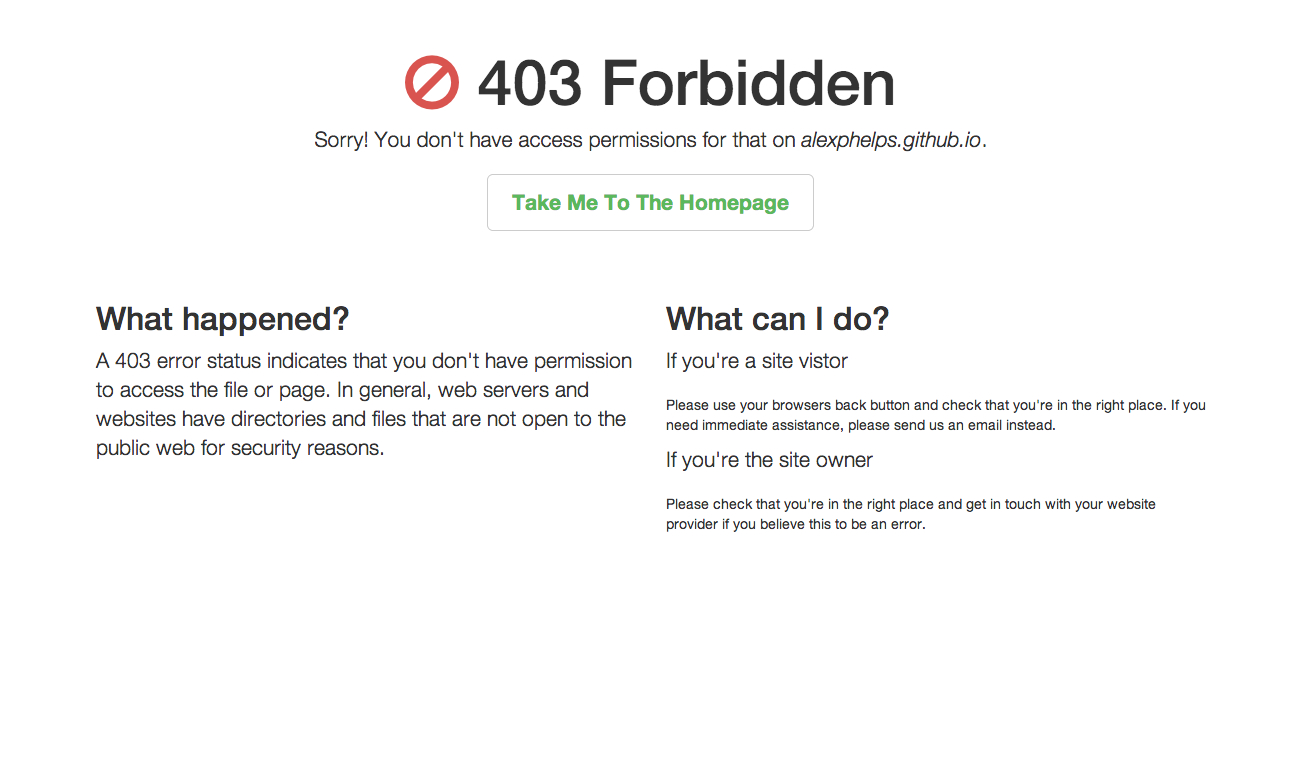 403 Forbidden
Sorry! You don't have access permissions for that on alexphelps.github.io.
Take Me To The Homepage
What happened?
A 403 error status indicates that you don't have permission
to access the file or page. In general, web servers and
websites have directories and files that are not open to the
public web for security reasons.
What can I do?
If you're a site vistor
Please use your browsers back button and check that you're in the right place. If you
need immediate assistance, please send us an email instead.
If you're the site owner
Please check that you're in the right place and get in touch with your website
provider if you believe this to be an error.